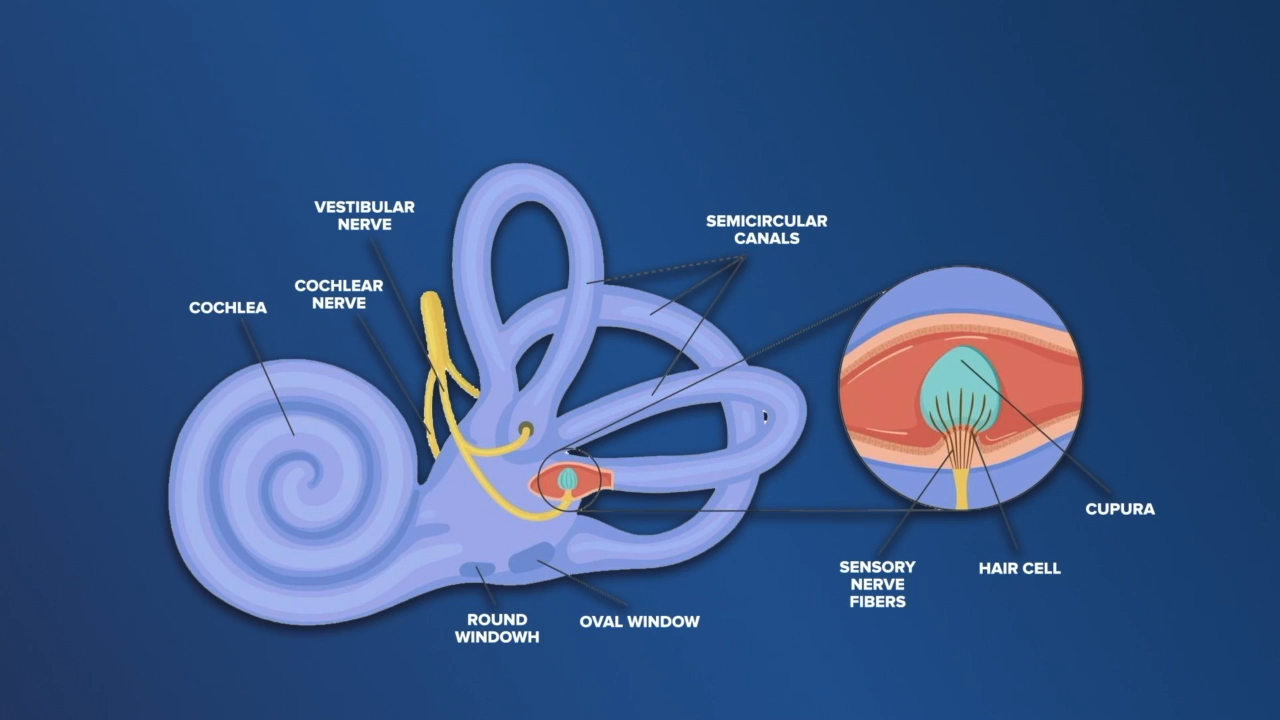 VESTIBULAR
NERVE
SEMICIRCULAR
CANALS
COCHLEAR
NERVE
COCHLEA
CUPURA
SENSORY
NERVE
FIBERS
HAIR CELL
ROUND
WINDOWH
OVAL WINDOW